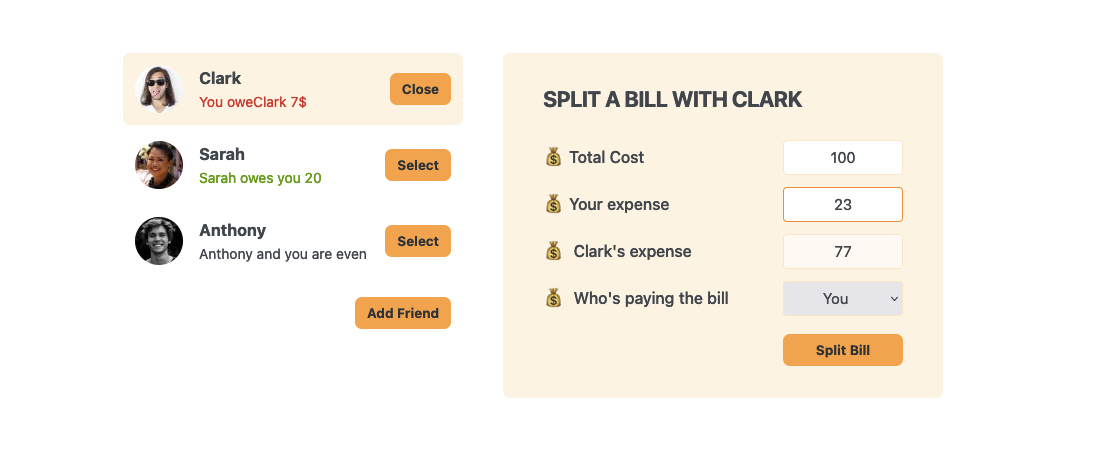 Clark
You oweClark 7$
Close
Sarah
Sarah owes you 20
Select
Anthony
Anthony and you are even
Select
Add Friend
SPLIT A BILL WITH CLARK
💰 Total Cost
100
💰 Your expense
23
💰 Clark's expense
77
💰 Who's paying the bill
You
Split Bill